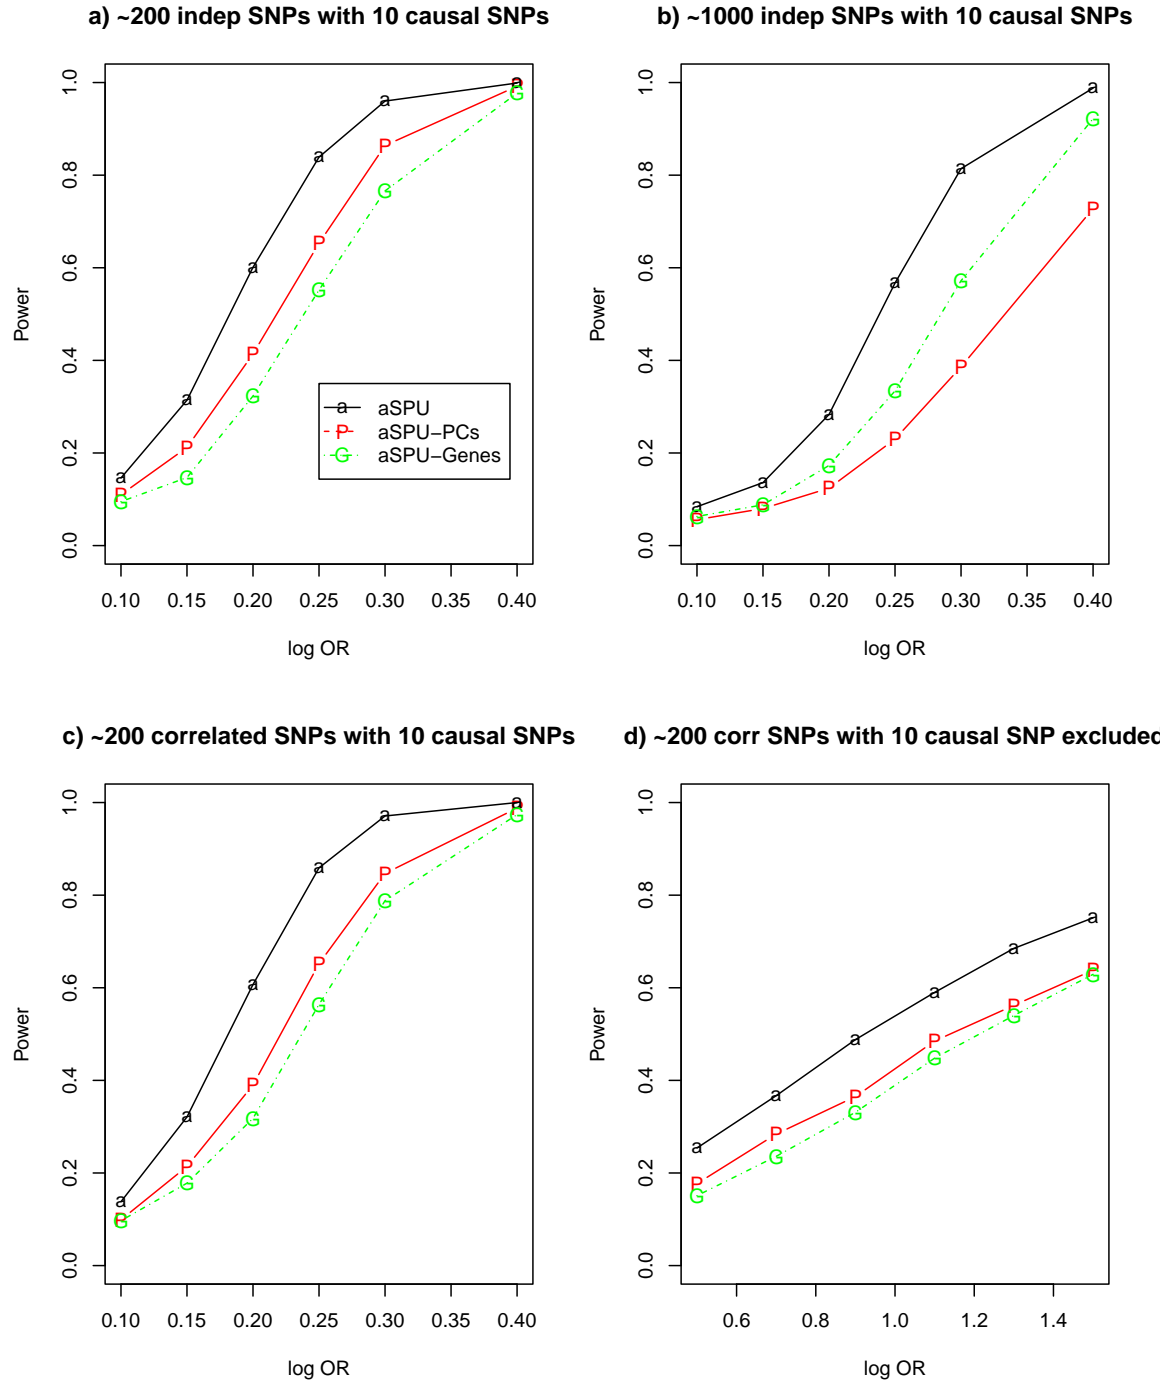 a) ~200 indep SNPs with 10 causal SNPs
Power
0.0 0.2 0.4 0.6 0.8 1.0
a a a a a a
P P P P P P
G G G G G G
a aSPU
P aSPU−PCs
G aSPU−Genes
0.10 0.15 0.20 0.25 0.30 0.35 0.40
log OR
b) ~1000 indep SNPs with 10 causal SNPs
Power
0.0 0.2 0.4 0.6 0.8 1.0
a a a a a a
P P P P P P
G G G G G G
0.10 0.15 0.20 0.25 0.30 0.35 0.40
log OR
c) ~200 correlated SNPs with 10 causal SNPs
Power
0.0 0.2 0.4 0.6 0.8 1.0
a a a a a a
P P P P P P
G G G G G G
0.10 0.15 0.20 0.25 0.30 0.35 0.40
log OR
d) ~200 corr SNPs with 10 causal SNP excluded
Power
0.0 0.2 0.4 0.6 0.8 1.0
a a a a a a
P P P P P P
G G G G G G
0.6 0.8 1.0 1.2 1.4
log OR